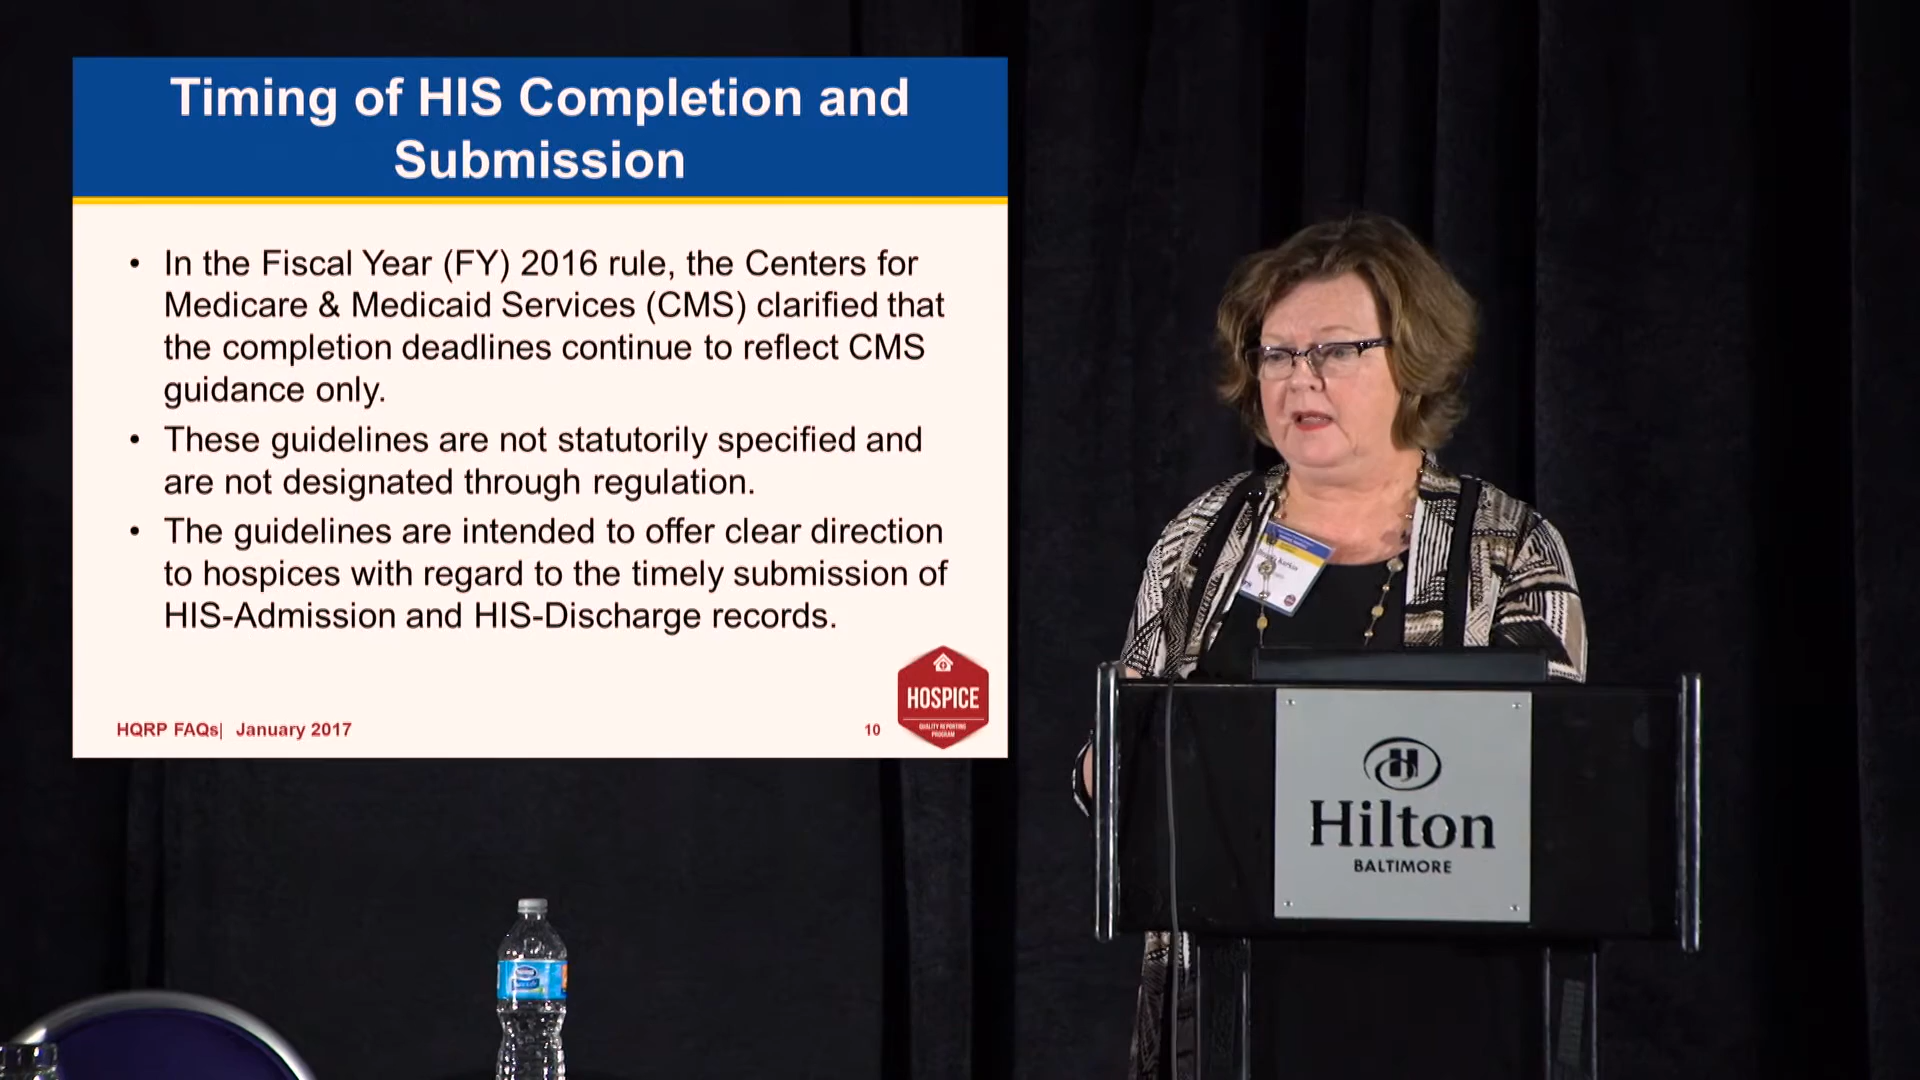 Timing of HIS Completion and
Submission
• In the Fiscal Year (FY) 2016 rule, the Centers for
Medicare & Medicaid Services (CMS) clarified that
the completion deadlines continue to reflect CMS
guidance only.
• These guidelines are not statutorily specified and
are not designated through regulation.
• The guidelines are intended to offer clear direction
to hospices with regard to the timely submission of
HIS-Admission and HIS-Discharge records.
HOSPICE
QUALITY REPORTING
PROGRAM
HQRP FAQs| January 2017
10
H
Hilton
BALTIMORE